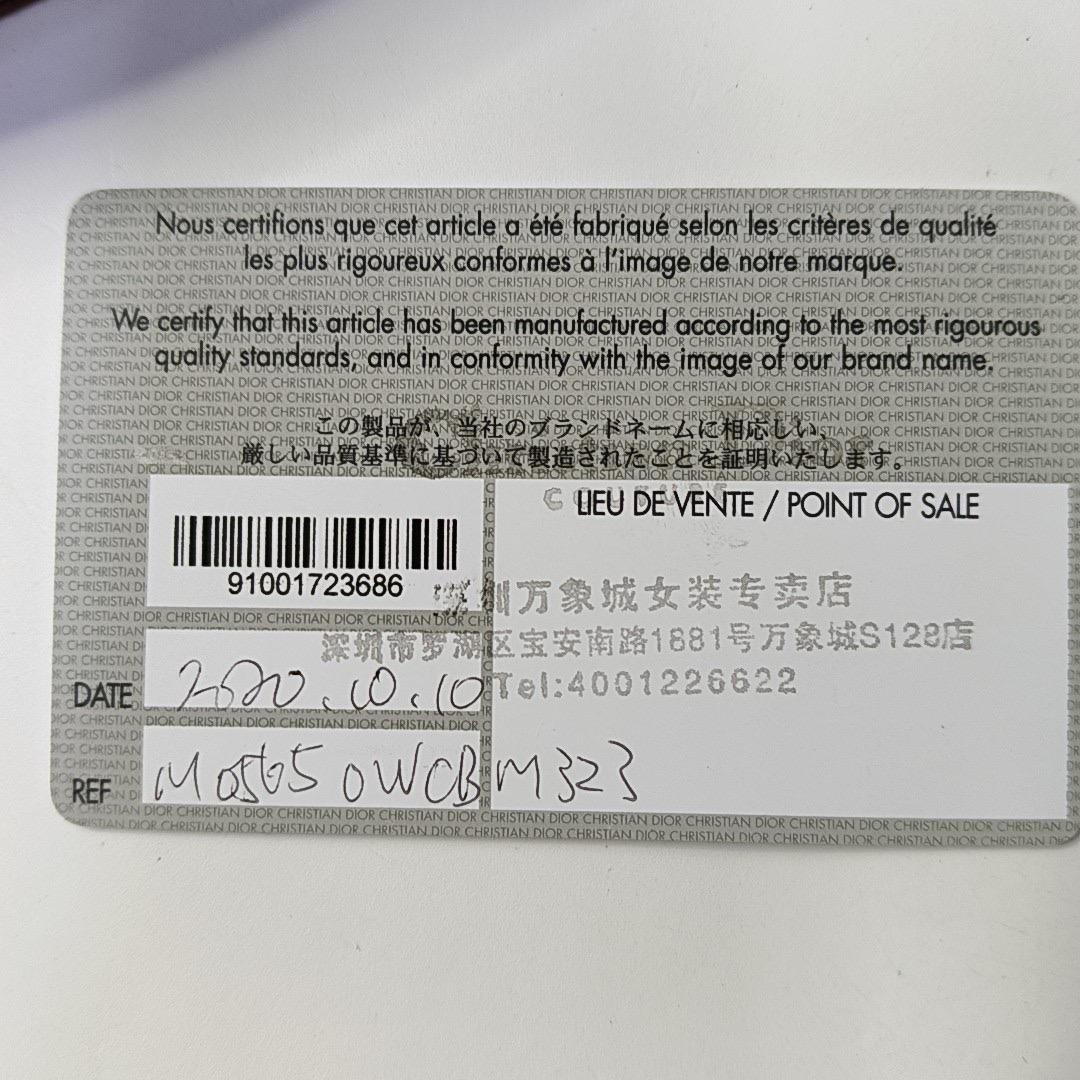 Nous certifions que cet article a été fabriqué selon les critères de qualité
les plus rigoureux conformes à l'image de notre marque.
We certify that this article has been manufactured according to the most rigourous
quality standards, and in conformity with the image of our brand name.
この製品が、当社のブランドネームに相応しい、
厳しい品質基準に基づいて製造されたことを証明いたします。
LIEU DE VENTE / POINT OF SALE
91001723686
深圳万象城女装专卖店
深圳市罗湖区宝安南路1881号万象城S128店
Tel:4001226622
DATE 2020.10.10
REF M0565 OWCB M323